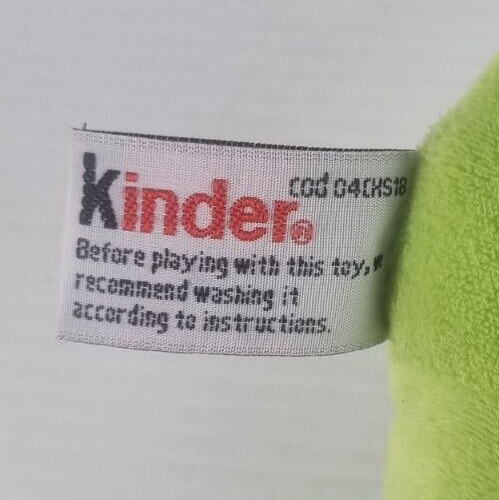 Kinder® cod 04CHS18
Before playing with this toy, w
recommend washing it
according to instructions.